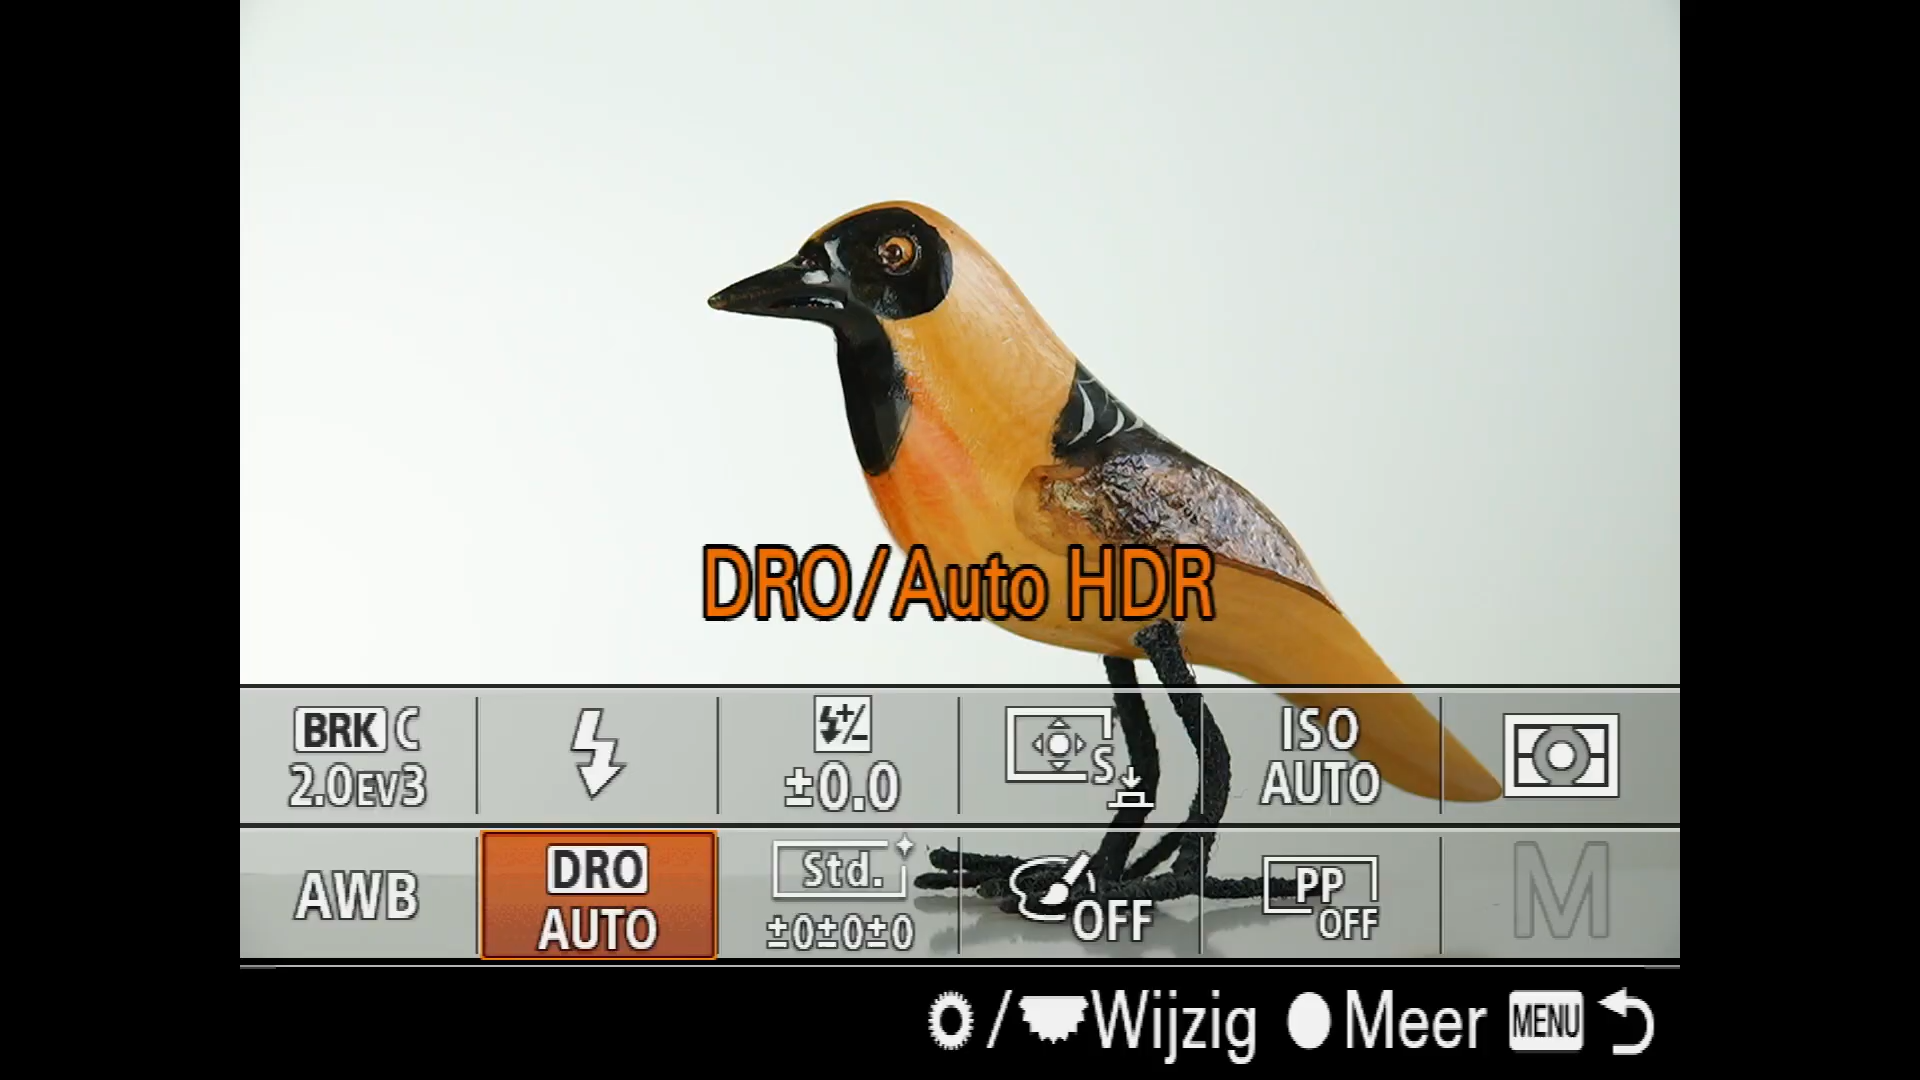 DRO/Auto HDR
BRK C
2.0EV3
±0.0
S
ISO
AUTO
AWB
DRO
AUTO
Std.
±0±0±0
OFF
PP
OFF
M
/ Wijzig Meer MENU